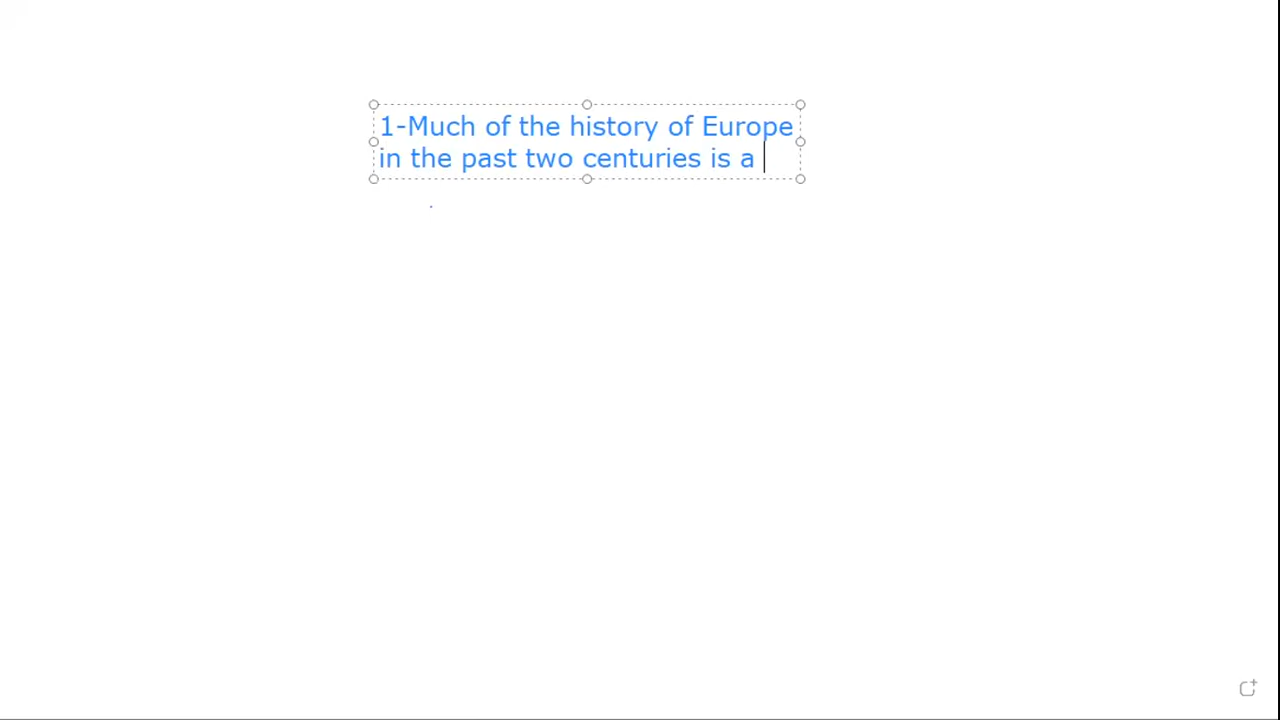 1-Much of the history of Europe
in the past two centuries is a